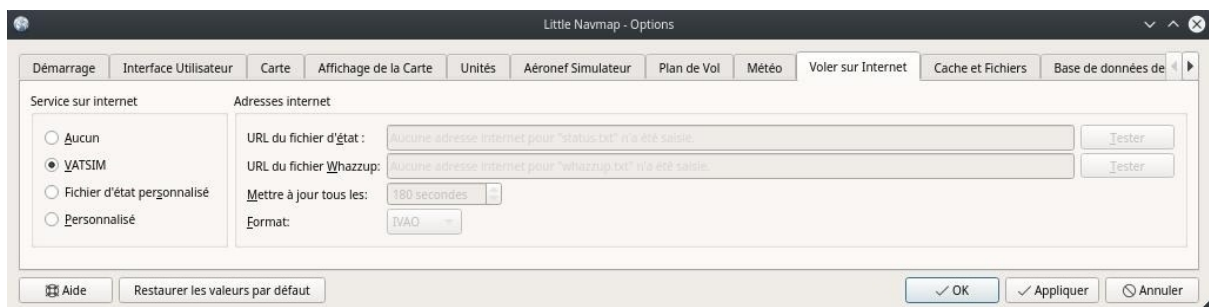 Little Navmap - Options
Démarrage Interface Utilisateur Carte Affichage de la Carte Unités Aéronef Simulateur Plan de Vol Météo Voler sur Internet Cache et Fichiers Base de données de
Service sur internet
Aucun
VATSIM
Fichier d'état personnalisé
Personnalisé
Adresses internet
URL du fichier d'état :
Aucune adresse internet pour "status.txt" n'a été saisie.
Tester
URL du fichier Whazzup:
Aucune adresse internet pour "whazzup.txt" n'a été saisie.
Tester
Mettre à jour tous les:
180 secondes
Format:
IVAO
Aide
Restaurer les valeurs par défaut
OK
Appliquer
Annuler